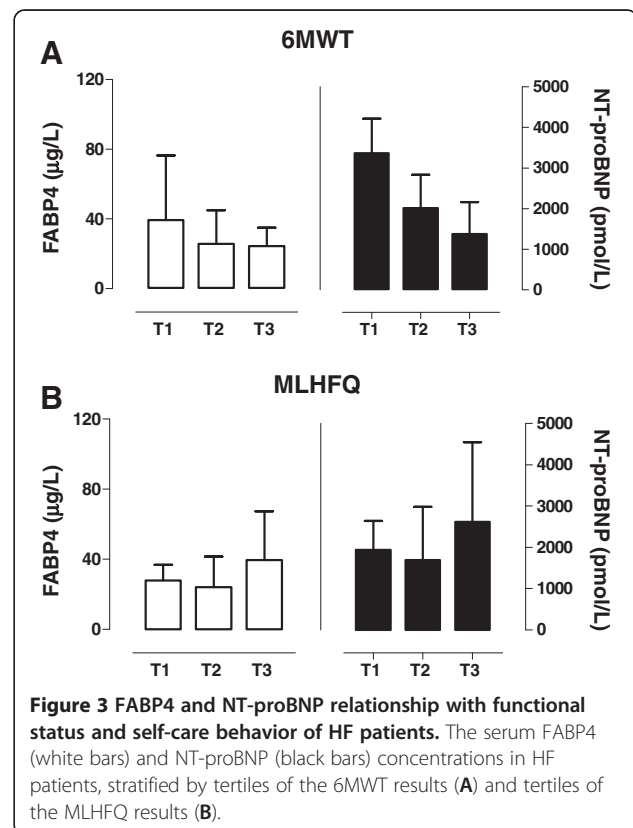 A
6MWT
FABP4 (µg/L)
120
80
40
0
T1 T2 T3
T1 T2 T3
5000
4000
3000
2000
1000
0
NT-proBNP (pmol/L)
B
MLHFQ
FABP4 (µg/L)
120
80
40
0
T1 T2 T3
T1 T2 T3
5000
4000
3000
2000
1000
0
NT-proBNP (pmol/L)
Figure 3 FABP4 and NT-proBNP relationship with functional
status and self-care behavior of HF patients. The serum FABP4
(white bars) and NT-proBNP (black bars) concentrations in HF
patients, stratified by tertiles of the 6MWT results (A) and tertiles of
the MLHFQ results (B).